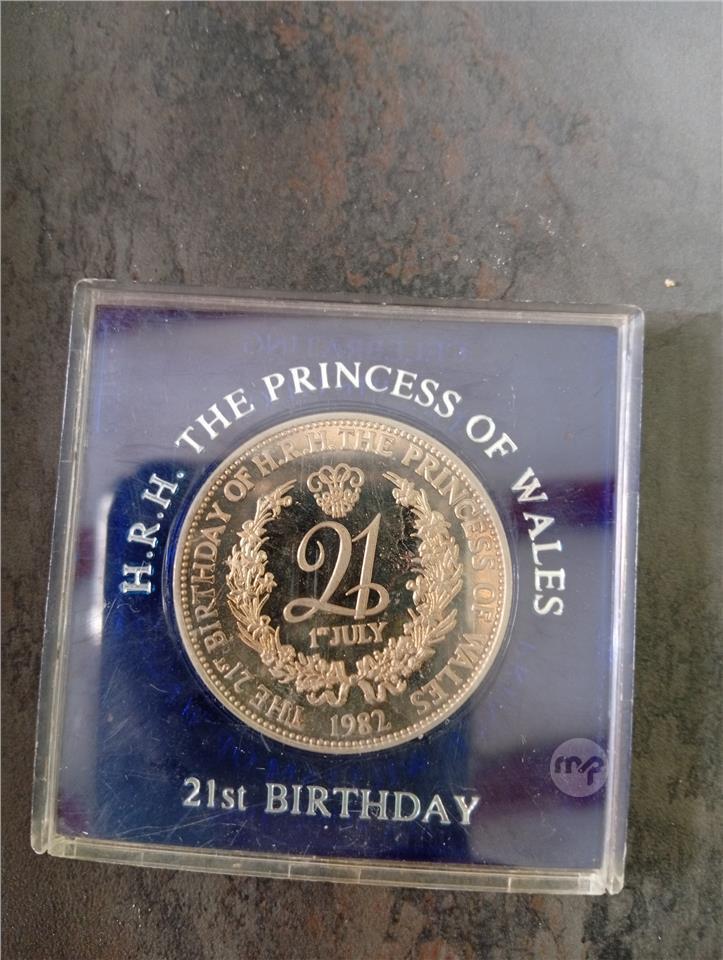 H.R.H. THE PRINCESS OF WALES
THE 21ST BIRTHDAY OF H.R.H. THE PRINCESS OF WALES
21
1ST JULY
1982
21st BIRTHDAY